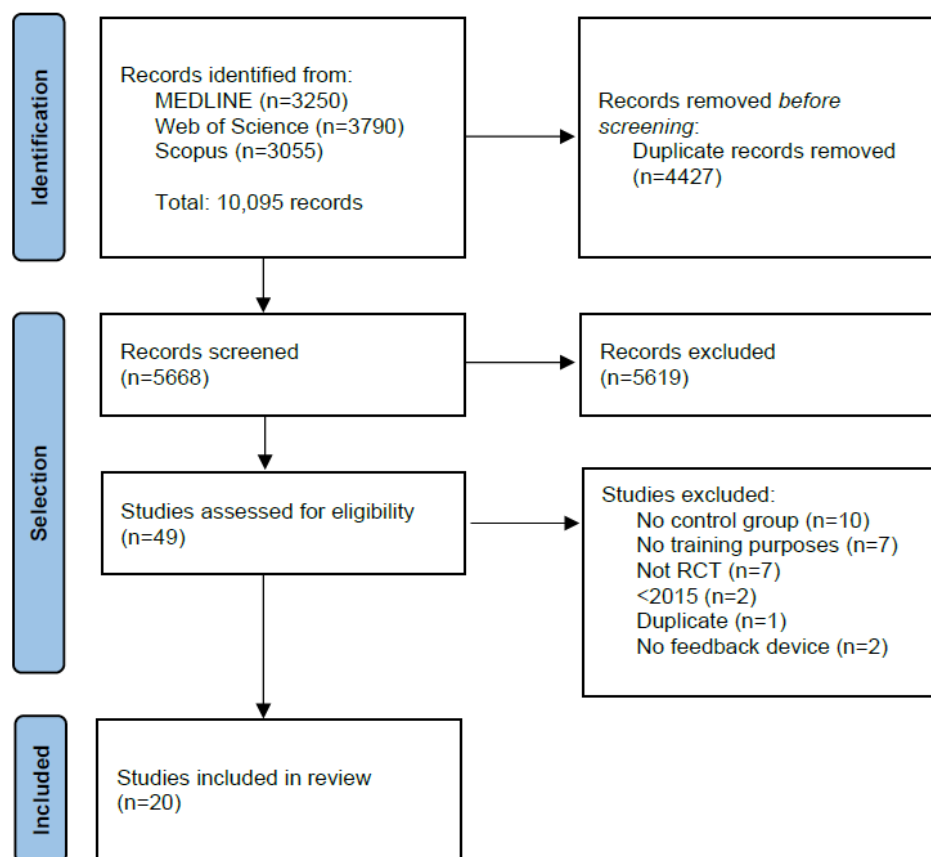 Identification
Records identified from:
MEDLINE (n=3250)
Web of Science (n=3790)
Scopus (n=3055)
Total: 10,095 records
Records removed before
screening:
Duplicate records removed
(n=4427)
Selection
Records screened
(n=5668)
Records excluded
(n=5619)
Studies assessed for eligibility
(n=49)
Studies excluded:
No control group (n=10)
No training purposes (n=7)
Not RCT (n=7)
<2015 (n=2)
Duplicate (n=1)
No feedback device (n=2)
Included
Studies included in review
(n=20)